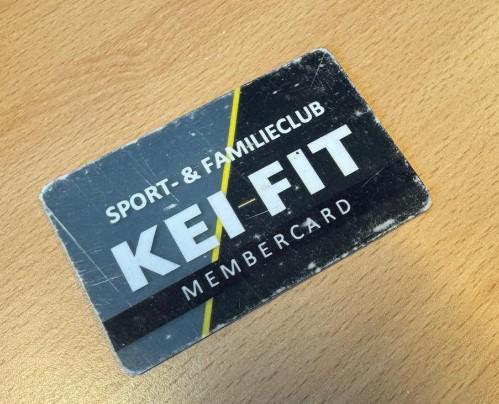 SPORT- & FAMILIECLUB
KEI-FIT
MEMBERCARD